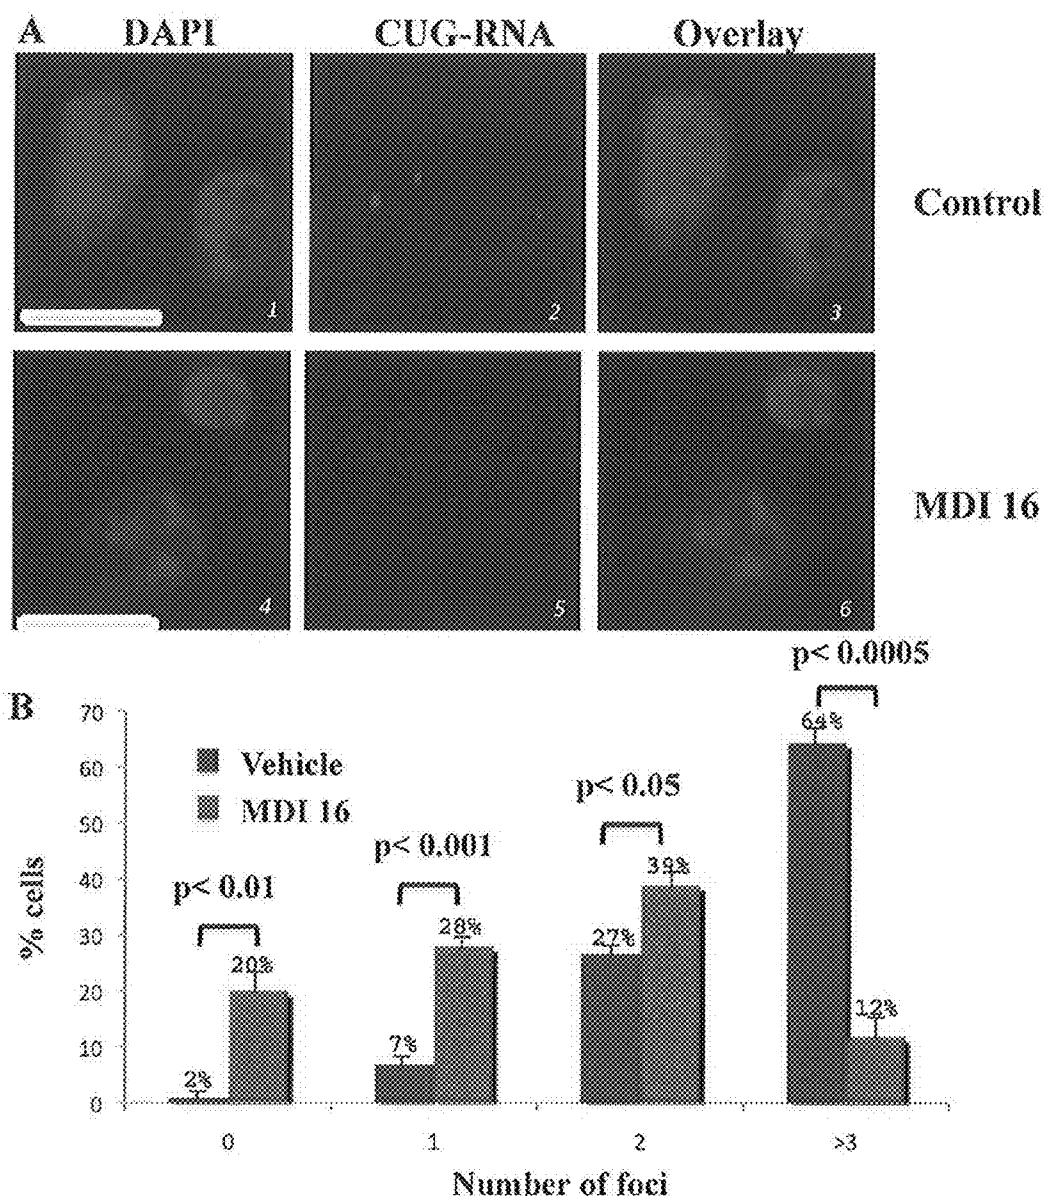 A DAPI CUG-RNA Overlay
Control
1 2 3
MDI 16
4 5 6
p< 0.0005
B
70
64%
Vehicle
60
p< 0.05
MDI 16
50
p< 0.001
39%
40
p< 0.01
% cells
28%
27%
30
20%
20
12%
10
7%
2%
0
0 1 2 >3
Number of foci